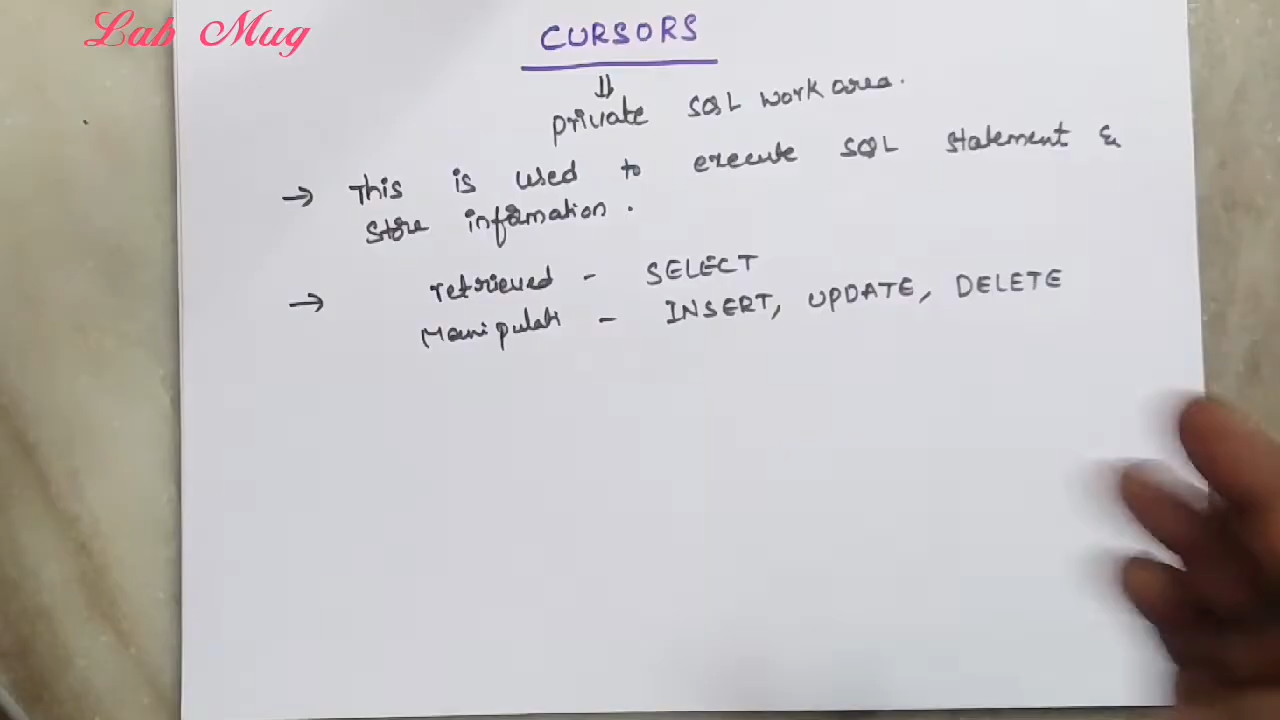 Lab Mug
CURSORS
⇓
private SQL work area.
→ This is used to execute SQL statement &
store information.
→ retrieved - SELECT
Manipulati - INSERT, UPDATE, DELETE